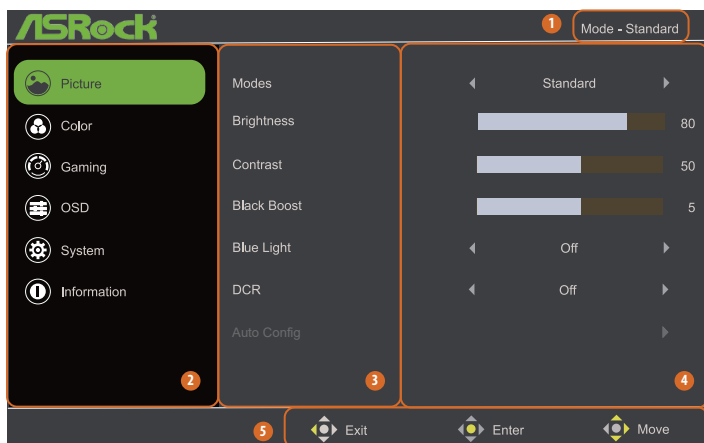 ASRock
1
Mode - Standard
Picture
Modes
Standard
Color
Brightness
80
Gaming
Contrast
50
OSD
Black Boost
5
System
Blue Light
Off
Information
DCR
Off
Auto Config
2
3
4
5
Exit
Enter
Move